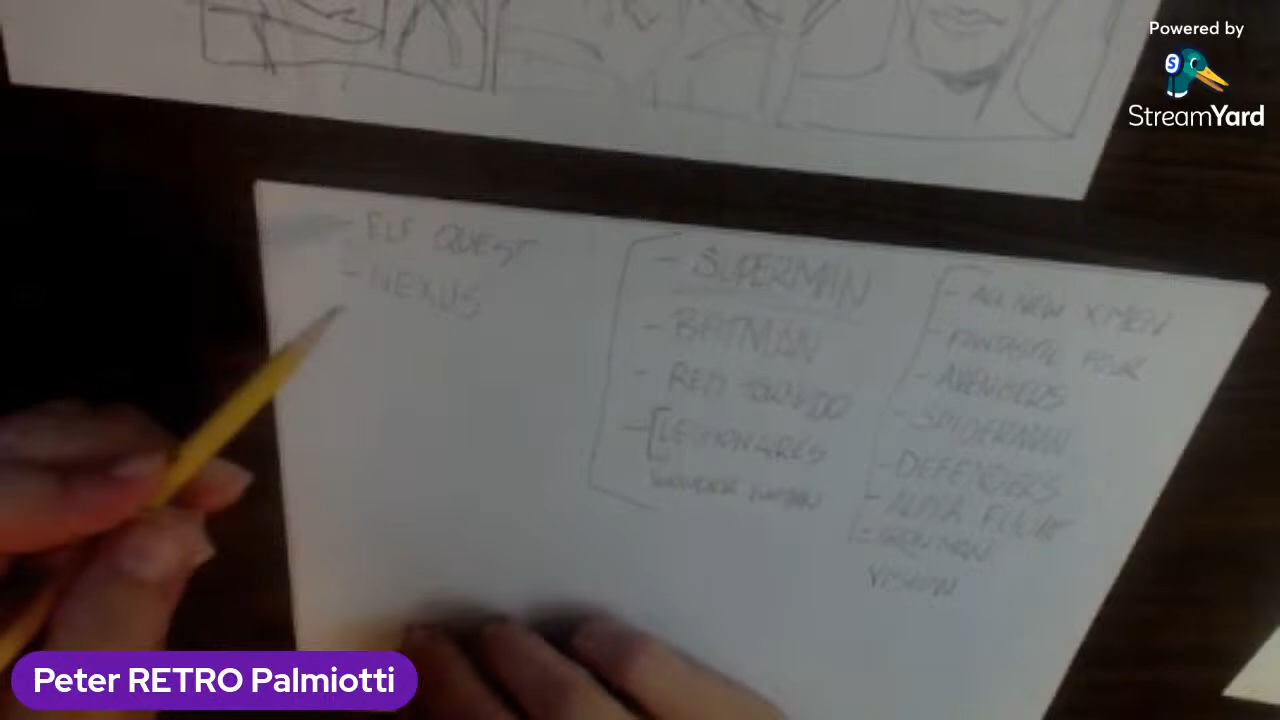 Powered by
StreamYard
- ELF QUEST
- NEXUS
- SUPERMAN
- BATMAN
- RED TORNADO
- LEGIONAIRES
WONDER WOMAN
- ALL NEW X-MEN
- FANTASTIC FOUR
- AVENGERS
- SPIDERMAN
- DEFENDERS
- ALPHA FLIGHT
- IRON MAN
VISION
Peter RETRO Palmiotti